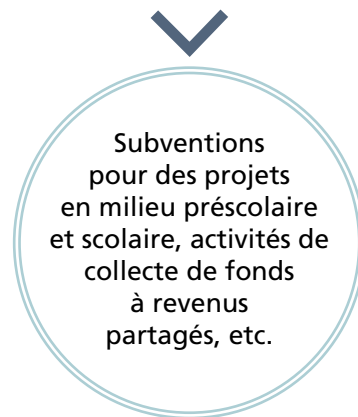 Subventions
pour des projets
en milieu préscolaire
et scolaire, activités de
collecte de fonds
à revenus
partagés, etc.